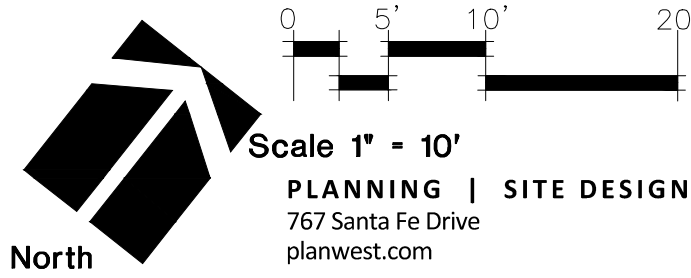 0 5' 10' 20
Scale 1" = 10'
PLANNING | SITE DESIGN
767 Santa Fe Drive
planwest.com
North